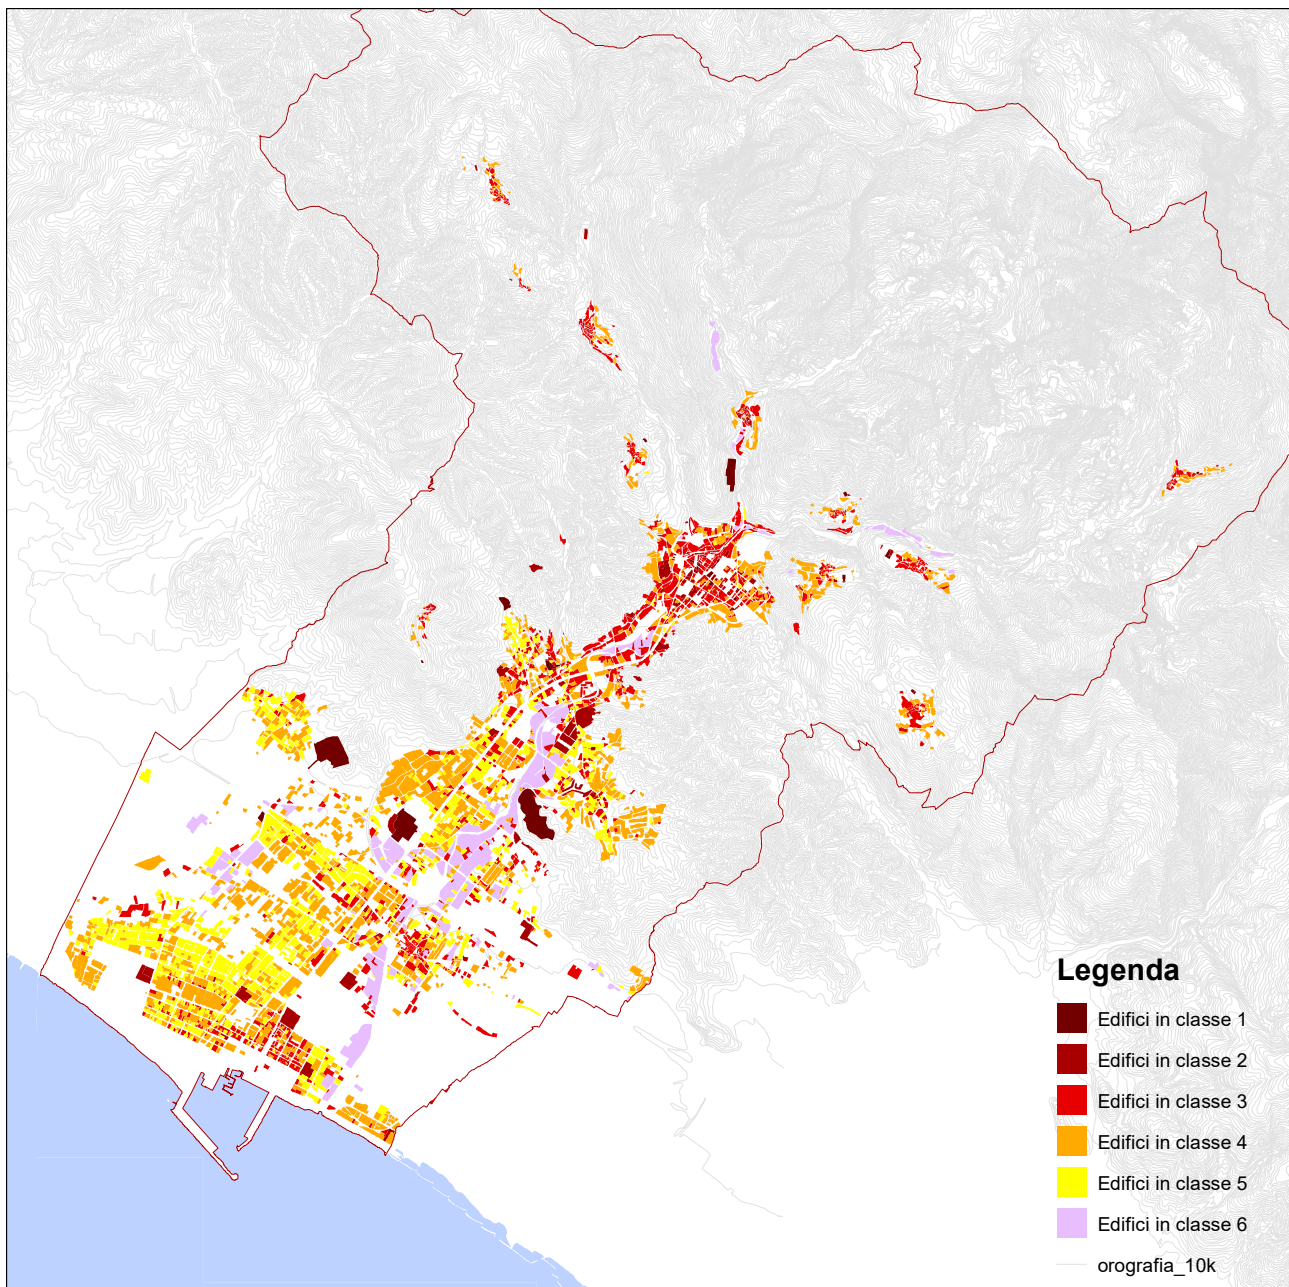 Legenda
Edifici in classe 1
Edifici in classe 2
Edifici in classe 3
Edifici in classe 4
Edifici in classe 5
Edifici in classe 6
orografia_10k